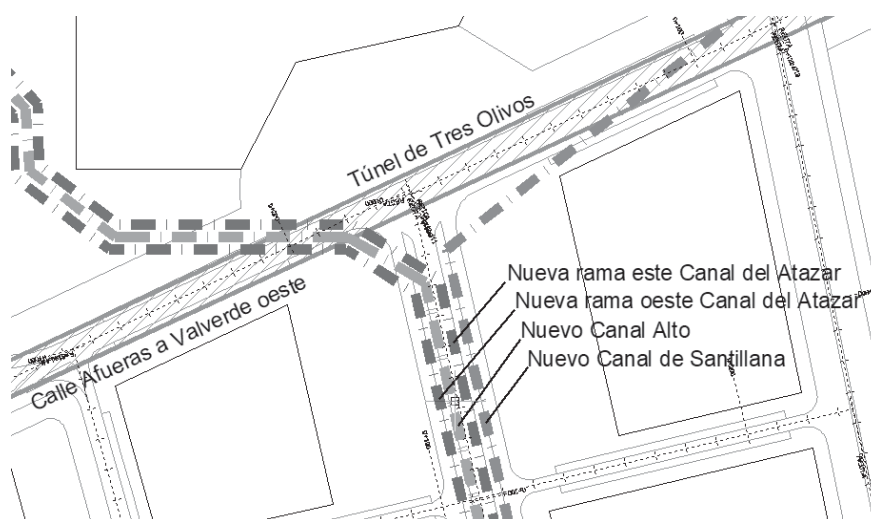 Túnel de Tres Olivos
Nueva rama este Canal del Atazar
Nueva rama oeste Canal del Atazar
Nuevo Canal Alto
Nuevo Canal de Santillana
Calle Afueras a Valverde oeste